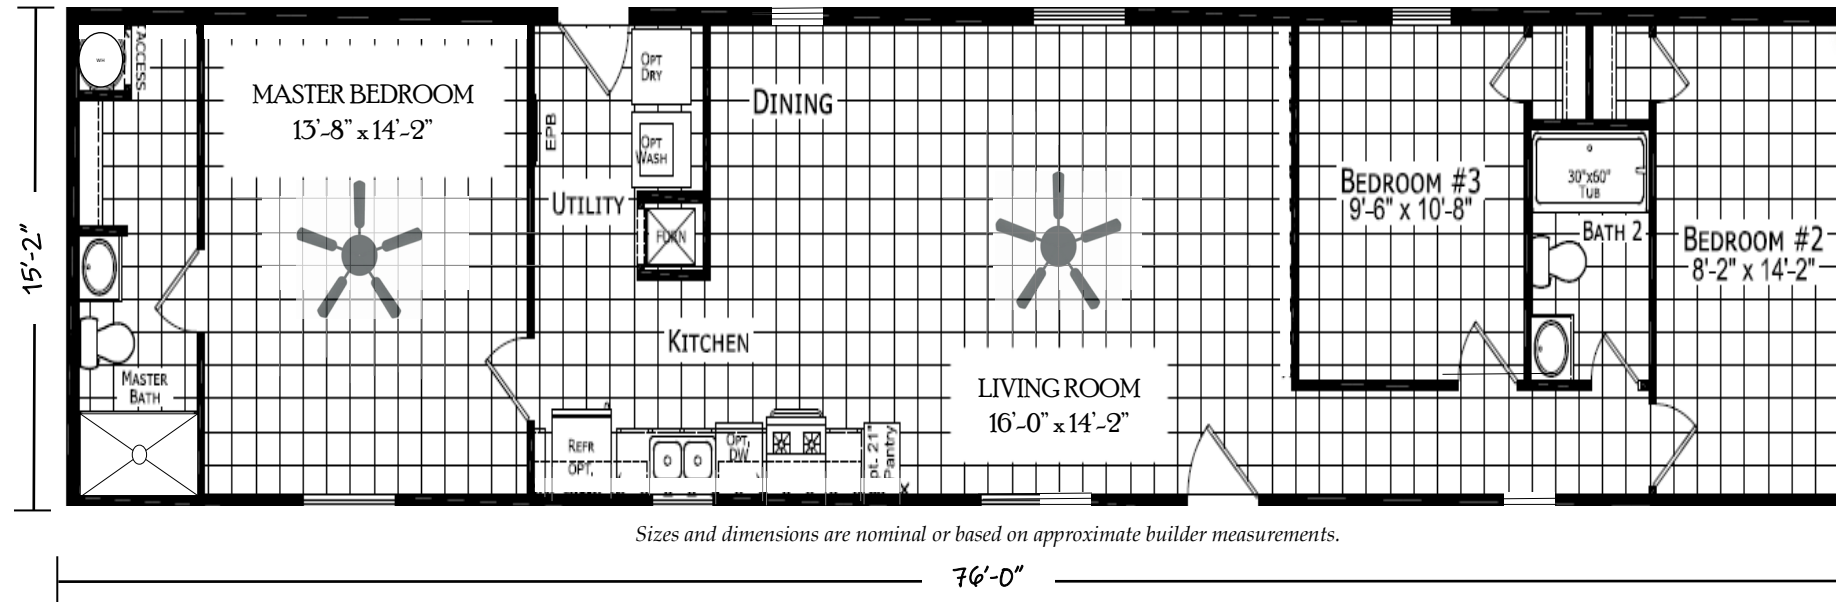 WH
ACCESS
MASTER BEDROOM
13'-8" x 14'-2"
EPB
OPT
DRY
OPT
WASH
UTILITY
FURN
DINING
KITCHEN
LIVING ROOM
16'-0" x 14'-2"
BEDROOM #3
9'-6" x 10'-8"
30"x60"
TUB
BATH 2
BEDROOM #2
8'-2" x 14'-2"
MASTER
BATH
REFR
OPT.
OPT.
DW
pt. 21"
Pantry
15'-2"
Sizes and dimensions are nominal or based on approximate builder measurements.
76'-0"